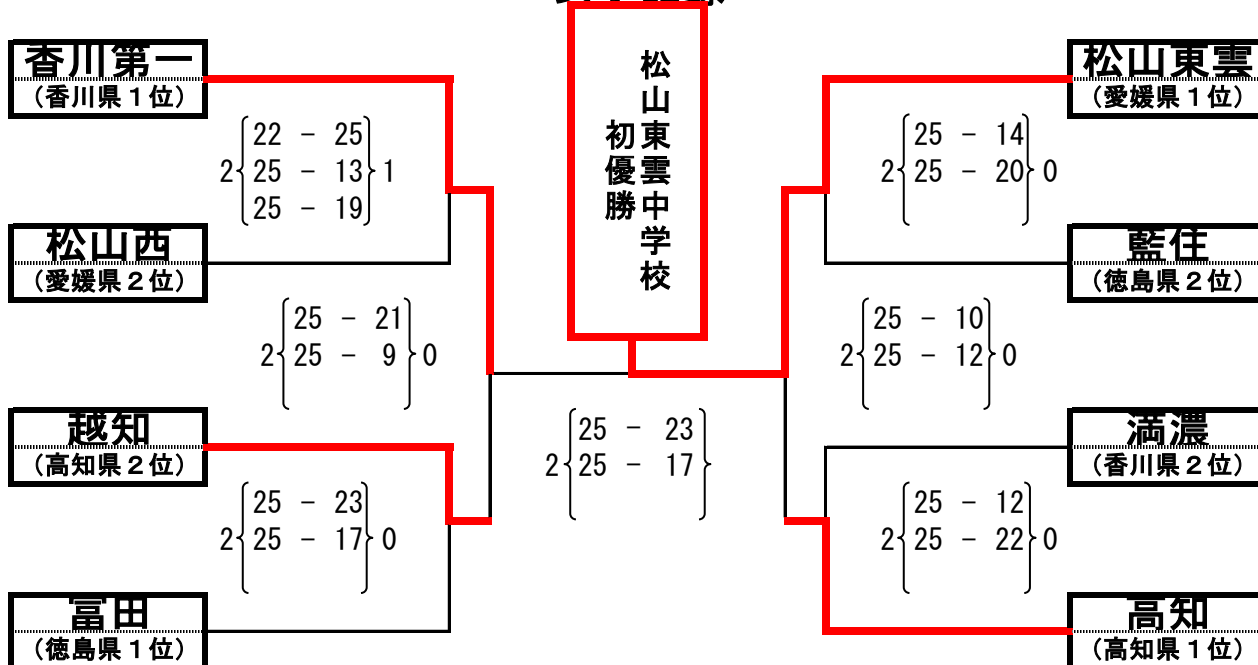 松山東雲中学校
初優勝
香川第一
（香川県１位）
松山西
（愛媛県２位）
越知
（高知県２位）
富田
（徳島県１位）
22 － 25
2 25 － 13 1
25 － 19
25 － 21
2 25 － 9 0
25 － 23
2 25 － 17 0
25 － 23
2 25 － 17
松山東雲
（愛媛県１位）
藍住
（徳島県２位）
満濃
（香川県２位）
高知
（高知県１位）
25 － 14
2 25 － 20 0
25 － 10
2 25 － 12 0
25 － 12
2 25 － 22 0